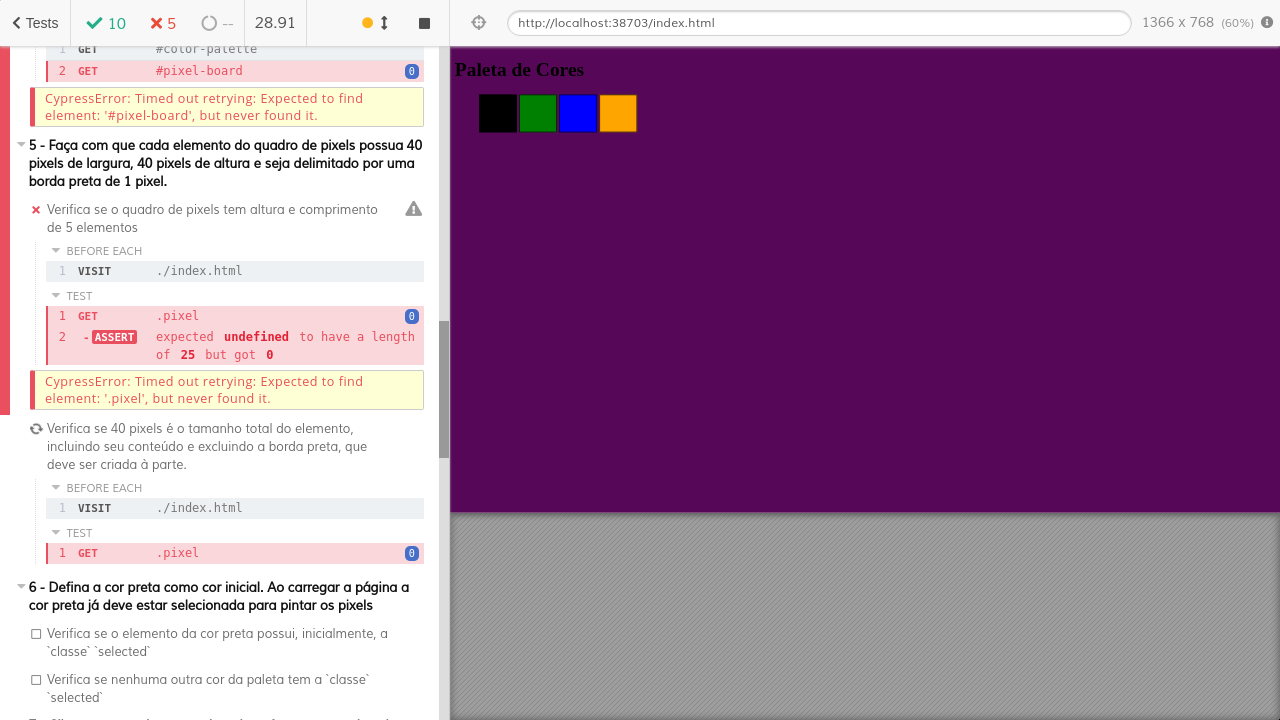 Tests 10 5 -- 28.91 http://localhost:38703/index.html 1366 x 768 (60%)
1 GET #color-palette
2 GET #pixel-board 0
CypressError: Timed out retrying: Expected to find
element: '#pixel-board', but never found it.
5 - Faça com que cada elemento do quadro de pixels possua 40
pixels de largura, 40 pixels de altura e seja delimitado por uma
borda preta de 1 pixel.
Verifica se o quadro de pixels tem altura e comprimento
de 5 elementos
BEFORE EACH
1 VISIT ./index.html
TEST
1 GET .pixel 0
2 -ASSERT expected undefined to have a length
of 25 but got 0
CypressError: Timed out retrying: Expected to find
element: '.pixel', but never found it.
Verifica se 40 pixels é o tamanho total do elemento,
incluindo seu conteúdo e excluindo a borda preta, que
deve ser criada à parte.
BEFORE EACH
1 VISIT ./index.html
TEST
1 GET .pixel 0
6 - Defina a cor preta como cor inicial. Ao carregar a página a
cor preta já deve estar selecionada para pintar os pixels
Verifica se o elemento da cor preta possui, inicialmente, a
`classe` `selected`
Verifica se nenhuma outra cor da paleta tem a `classe`
`selected`
Paleta de Cores